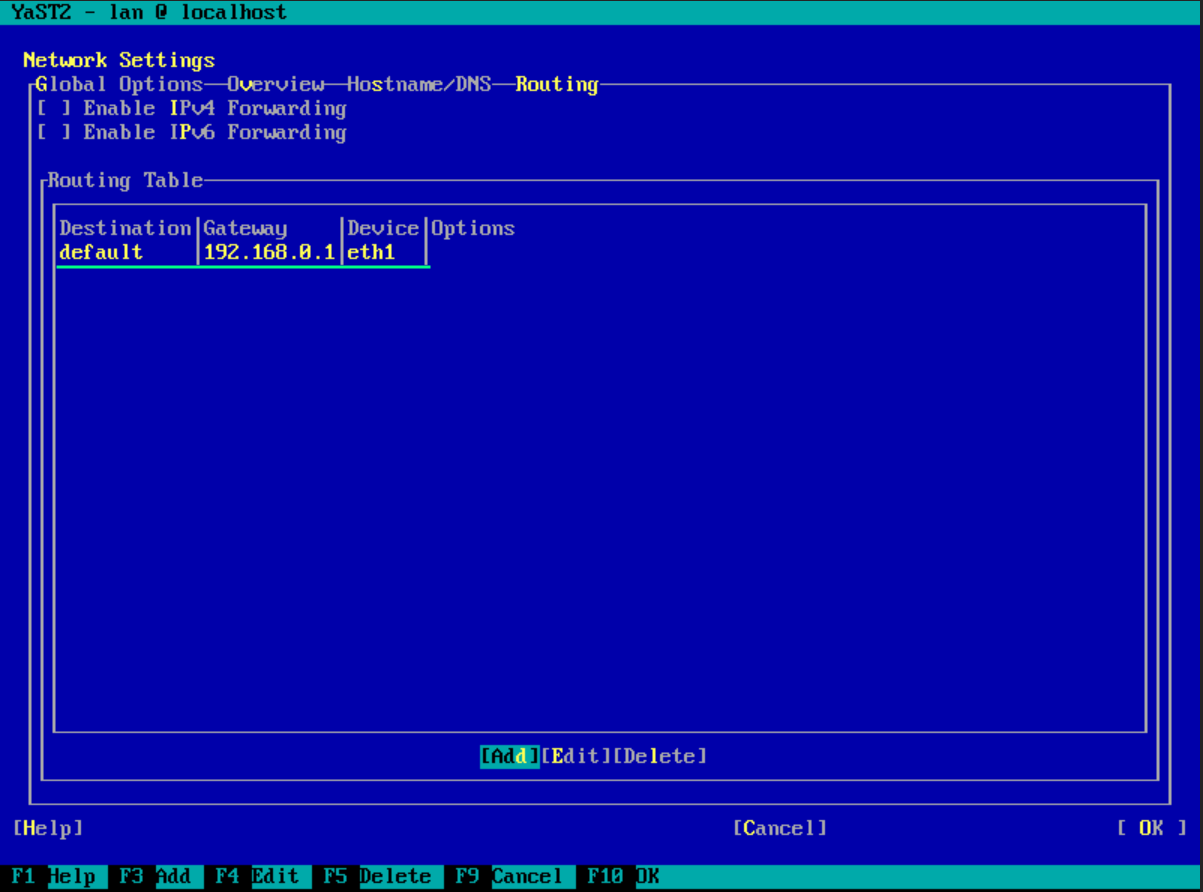 YaST2 - lan @ localhost
Network Settings
Global Options Overview Hostname/DNS Routing
[ ] Enable IPv4 Forwarding
[ ] Enable IPv6 Forwarding
Routing Table
Destination|Gateway |Device|Options
default |192.168.0.1|eth1 |
[Add][Edit][Delete]
[Help] [Cancel] [ OK ]
F1 Help F3 Add F4 Edit F5 Delete F9 Cancel F10 OK